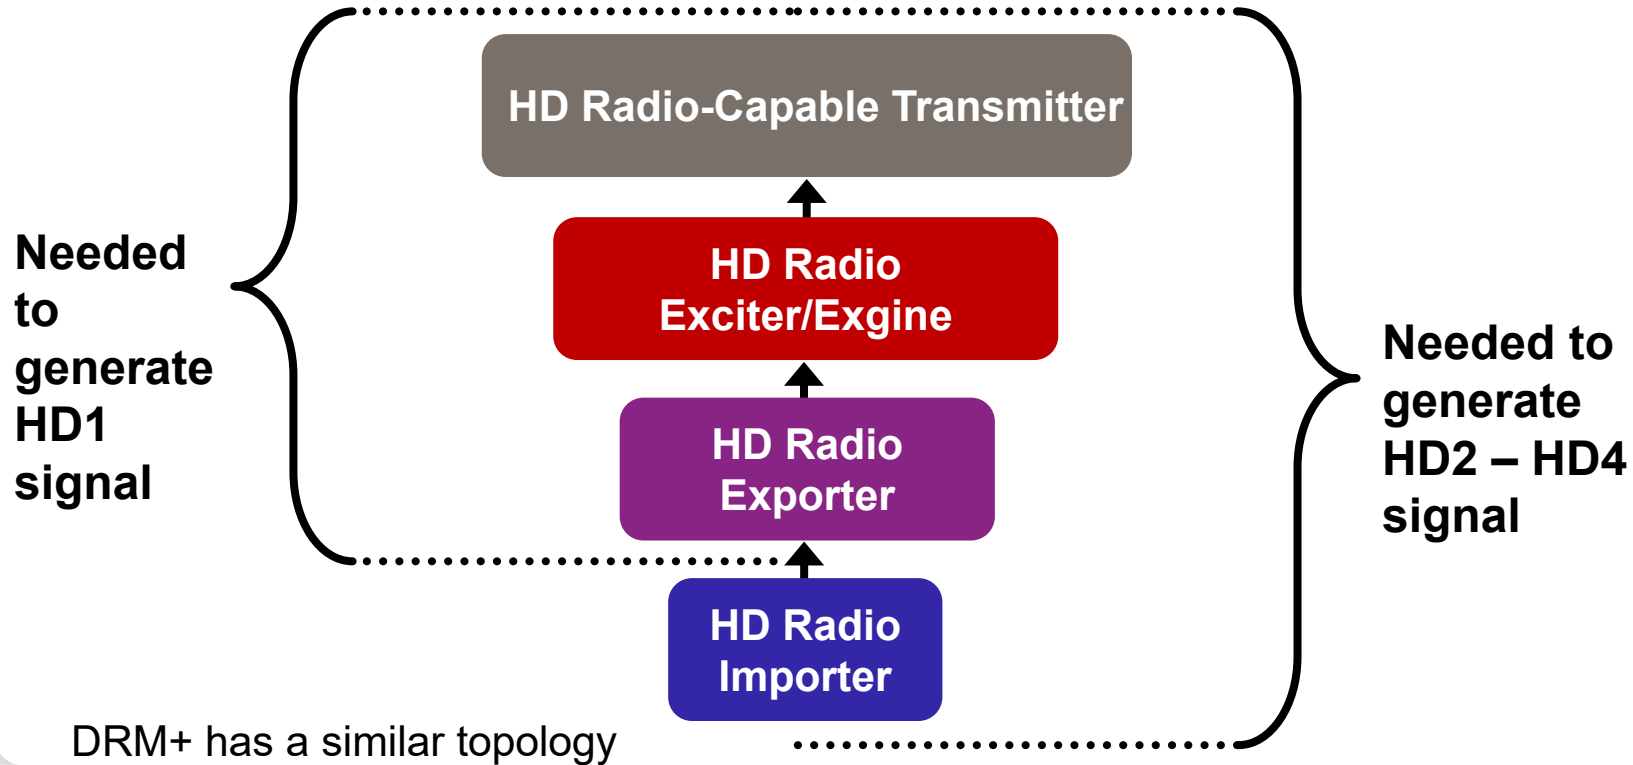 HD Radio-Capable Transmitter
HD Radio
Exciter/Exgine
HD Radio
Exporter
HD Radio
Importer
Needed
to
generate
HD1
signal
Needed to
generate
HD2 – HD4
signal
DRM+ has a similar topology